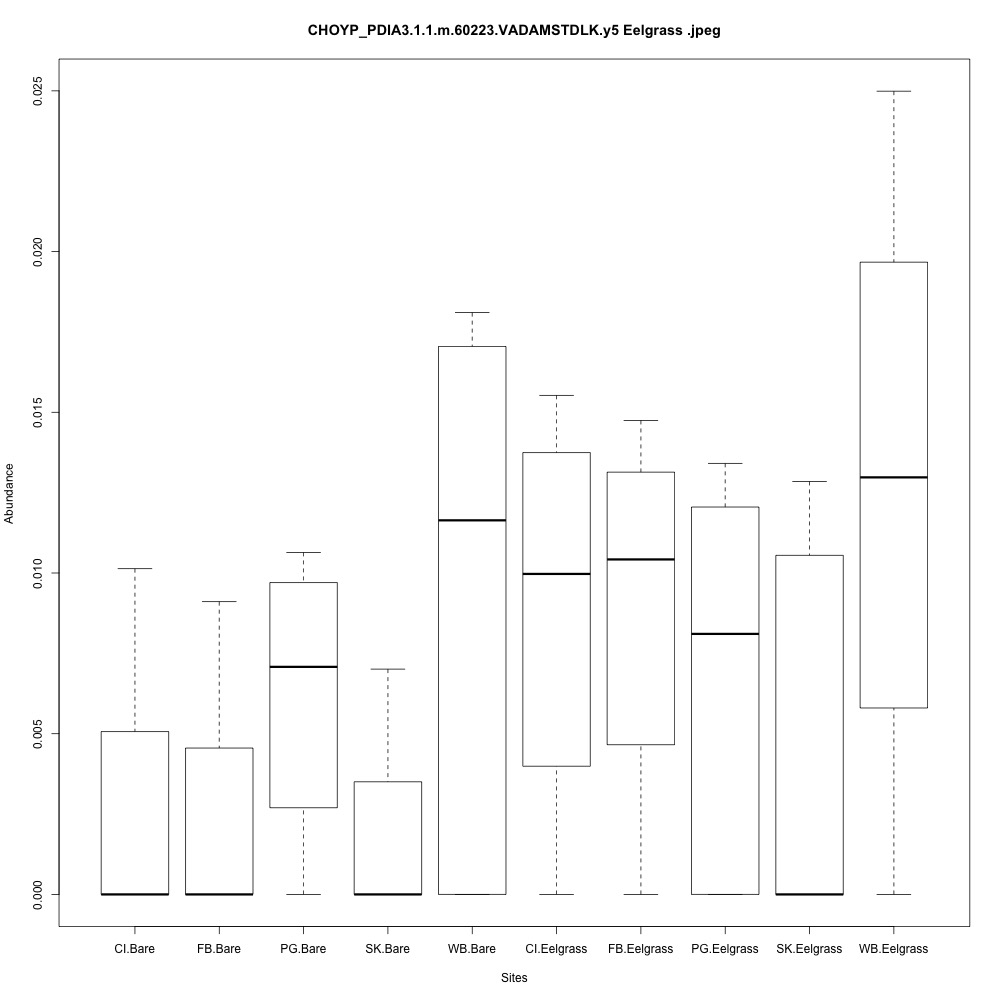 CHOYP_PDIA3.1.1.m.60223.VADAMSTDLK.y5 Eelgrass .jpeg
0.025
0.020
0.015
0.010
0.005
0.000
Abundance
CI.Bare FB.Bare PG.Bare SK.Bare WB.Bare CI.Eelgrass FB.Eelgrass PG.Eelgrass SK.Eelgrass WB.Eelgrass
Sites